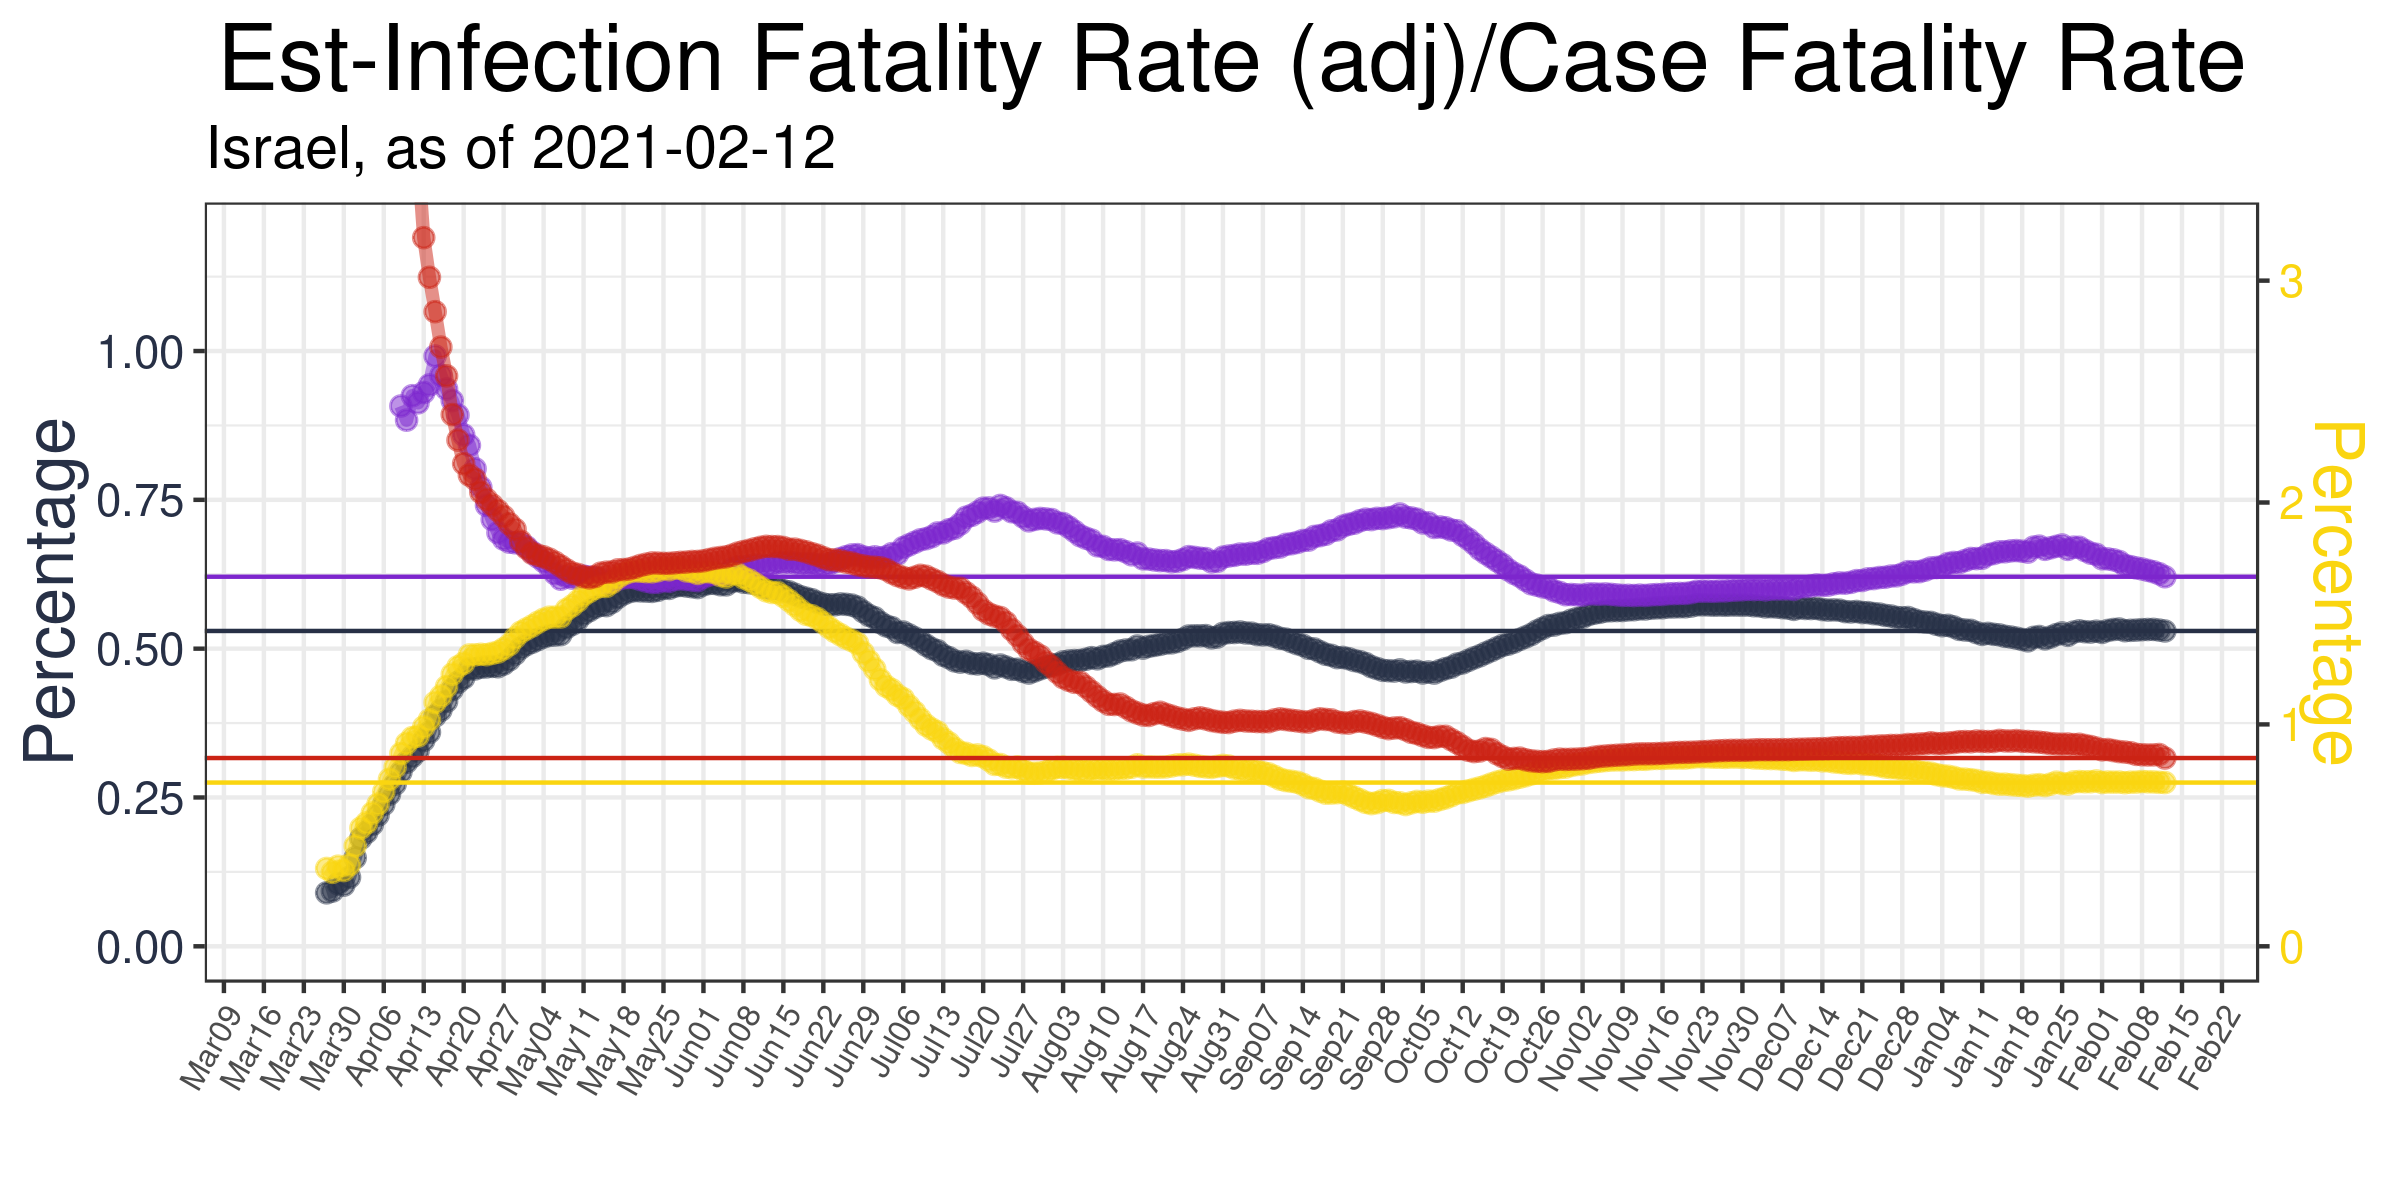 Est-Infection Fatality Rate (adj)/Case Fatality Rate
Israel, as of 2021-02-12
Percentage
1.00
0.75
0.50
0.25
0.00
3
2
1
0
Percentage
Mar09 Mar16 Mar23 Mar30 Apr06 Apr13 Apr20 Apr27 May04 May11 May18 May25 Jun01 Jun08 Jun15 Jun22 Jun29 Jul06 Jul13 Jul20 Jul27 Aug03 Aug10 Aug17 Aug24 Aug31 Sep07 Sep14 Sep21 Sep28 Oct05 Oct12 Oct19 Oct26 Nov02 Nov09 Nov16 Nov23 Nov30 Dec07 Dec14 Dec21 Dec28 Jan04 Jan11 Jan18 Jan25 Feb01 Feb08 Feb15 Feb22